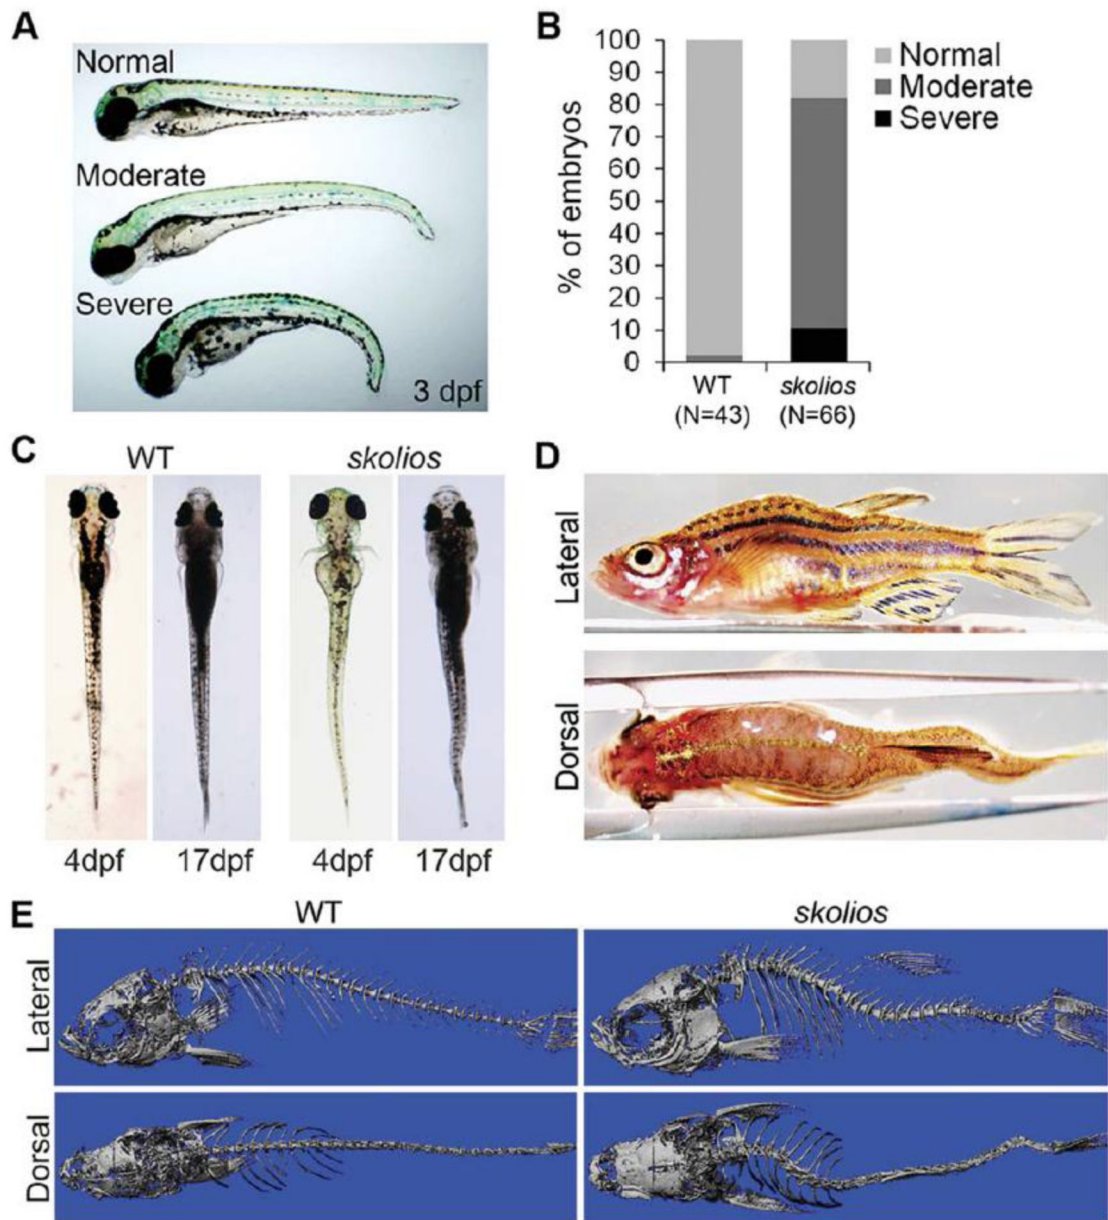 A
Normal
Moderate
Severe
3 dpf
B
100
90
80
70
60
50
40
30
20
10
0
% of embryos
WT
(N=43)
skolios
(N=66)
Normal
Moderate
Severe
C
WT
skolios
4dpf
17dpf
4dpf
17dpf
D
Lateral
Dorsal
E
WT
skolios
Lateral
Dorsal